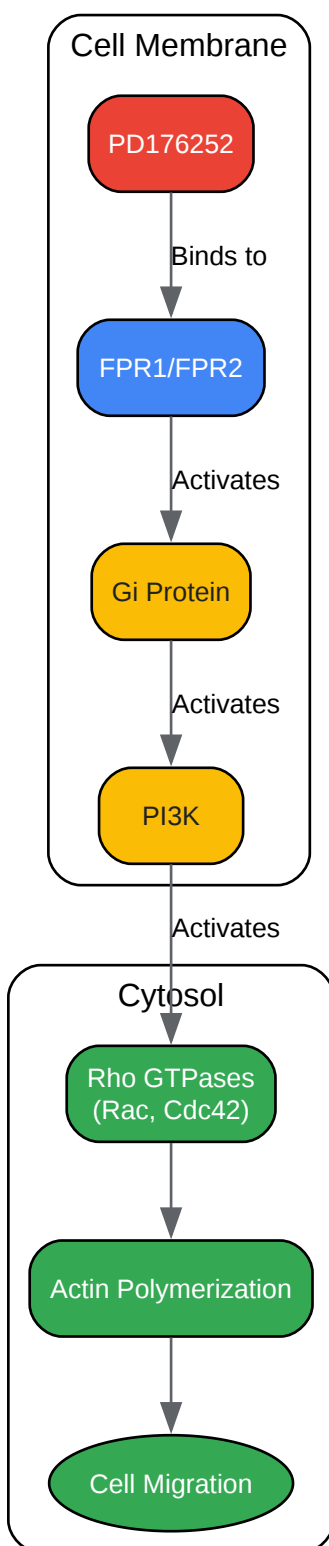 Cell Membrane
PD176252
Binds to
FPR1/FPR2
Activates
Gi Protein
Activates
PI3K
Activates
Cytosol
Rho GTPases
(Rac, Cdc42)
Actin Polymerization
Cell Migration